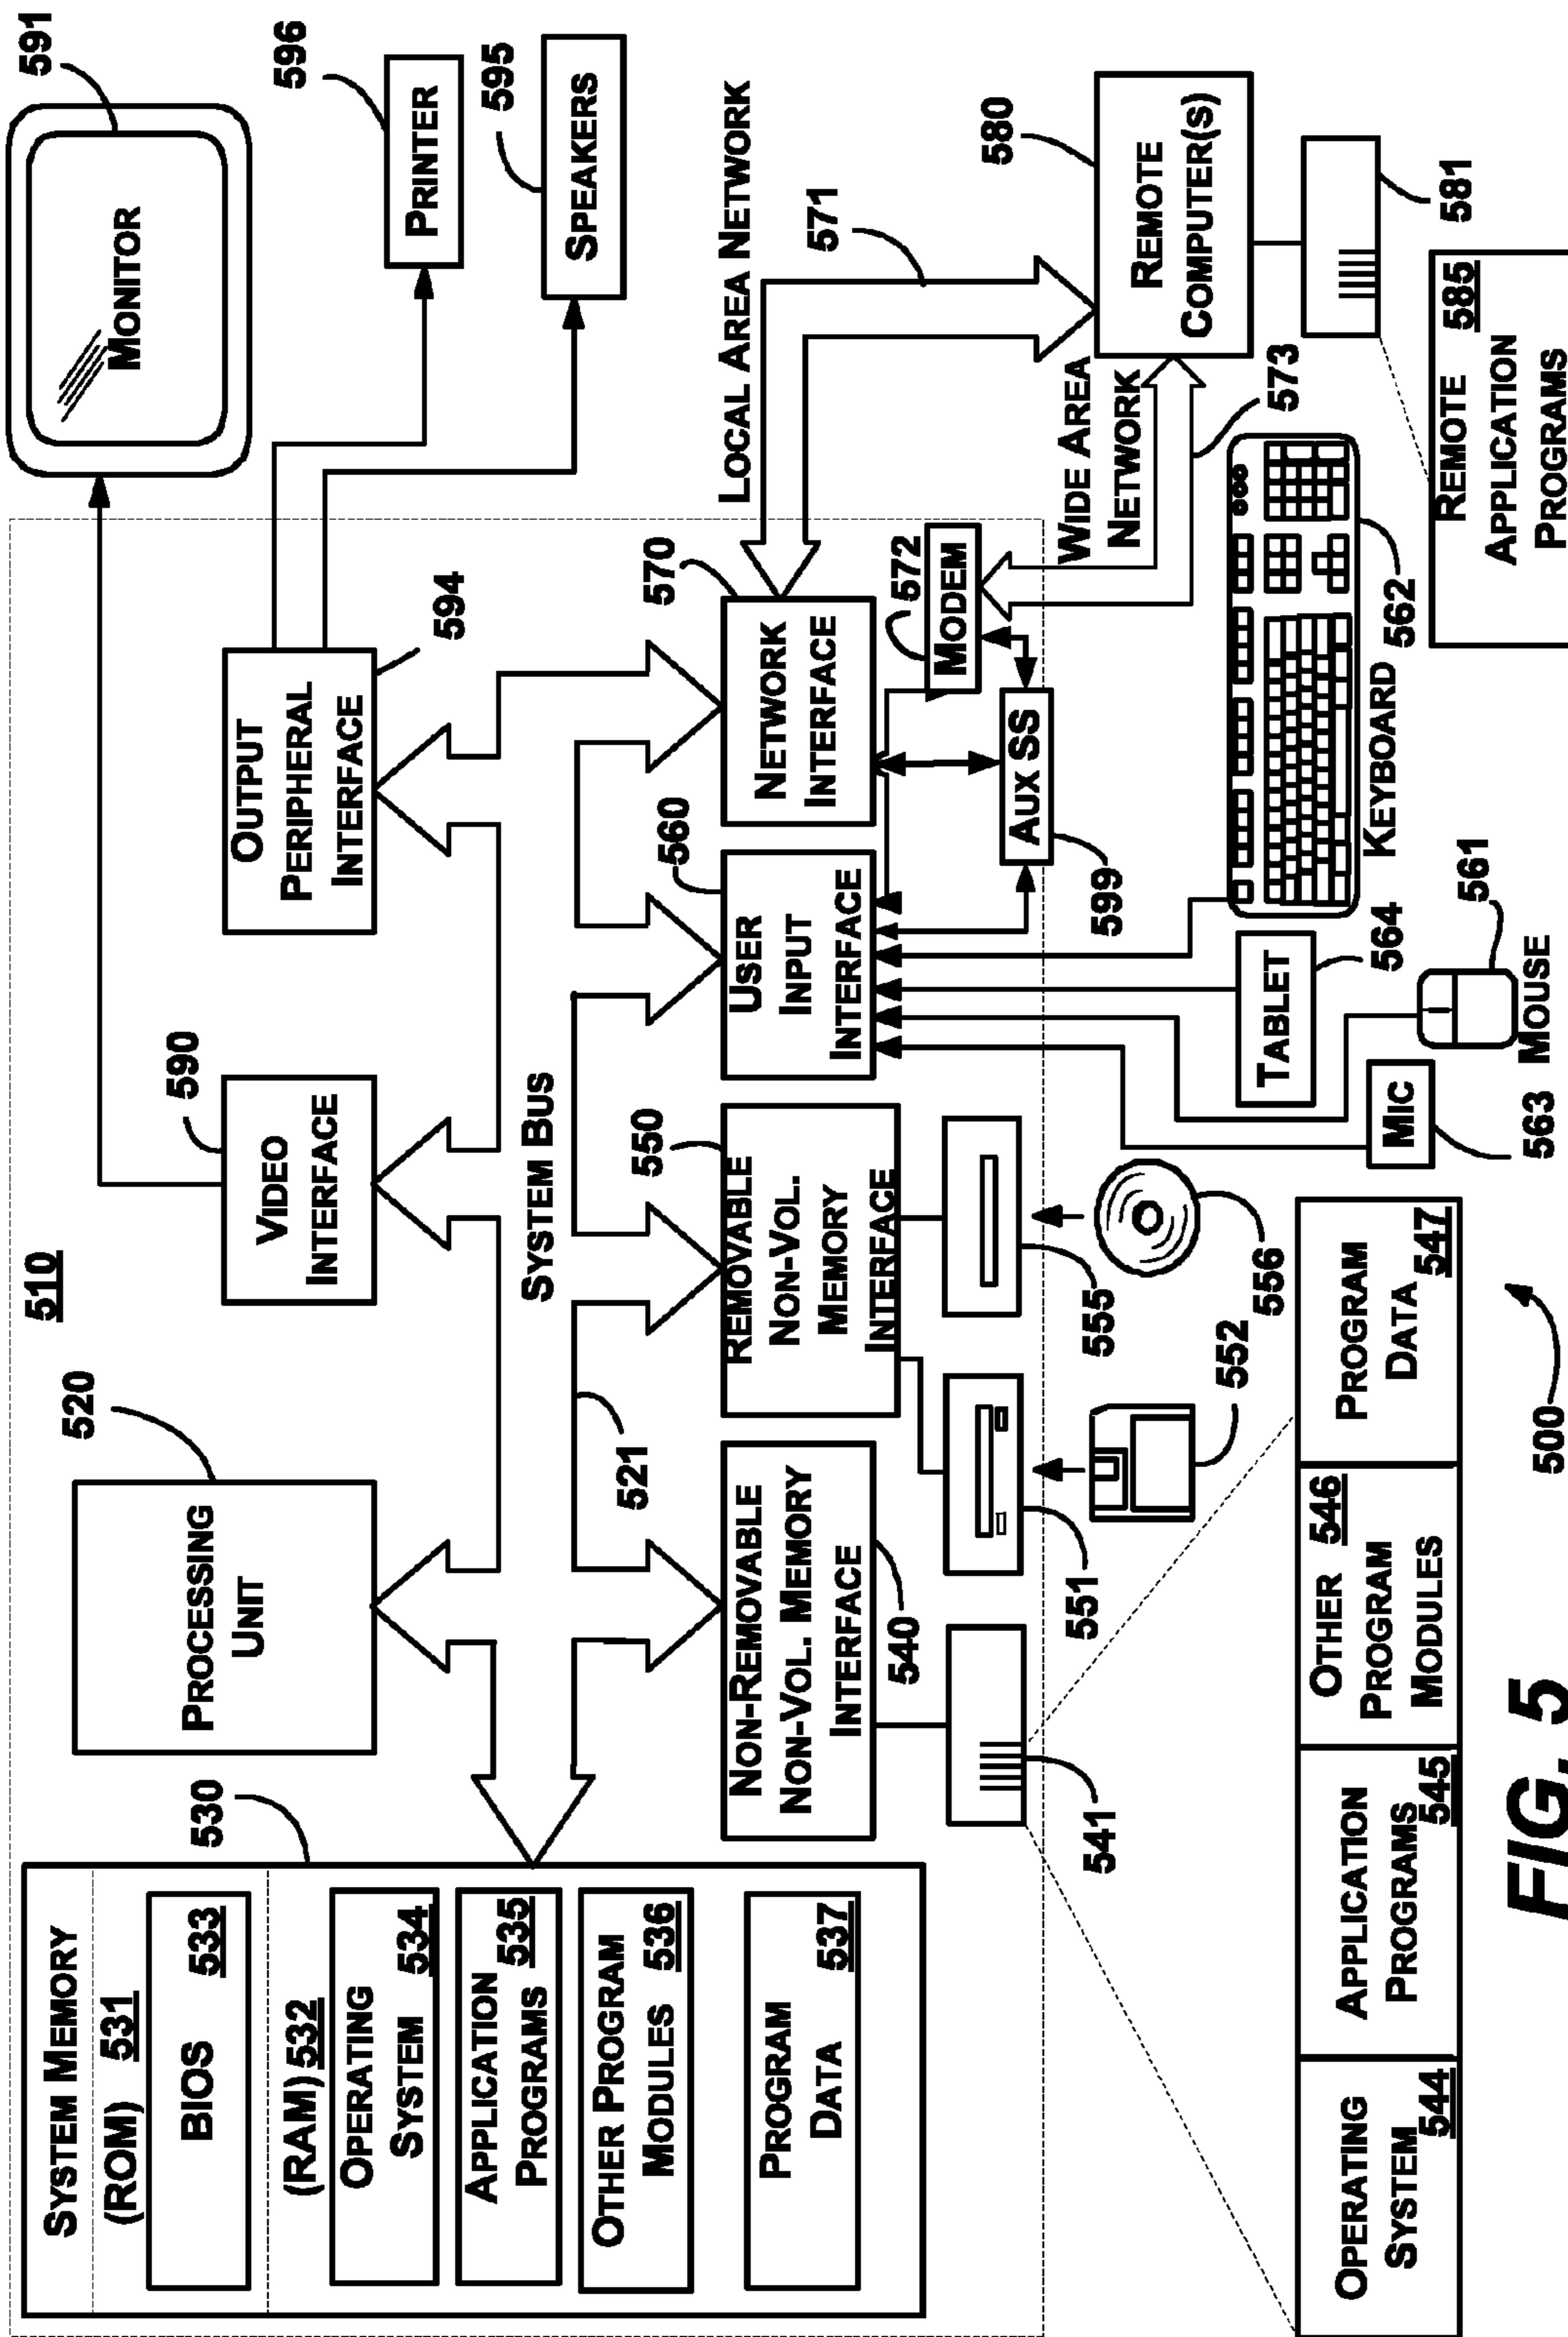 510
SYSTEM MEMORY
(ROM) 531
BIOS 533
(RAM) 532
OPERATING
SYSTEM 534
APPLICATION
PROGRAMS 535
OTHER PROGRAM
MODULES 536
PROGRAM
DATA 537
530
PROCESSING
UNIT
520
VIDEO
INTERFACE
590
OUTPUT
PERIPHERAL
INTERFACE
594
MONITOR
591
PRINTER
596
SPEAKERS
595
SYSTEM BUS
521
NON-REMOVABLE
NON-VOL. MEMORY
INTERFACE
540
REMOVABLE
NON-VOL.
MEMORY
INTERFACE
550
USER
INPUT
INTERFACE
560
NETWORK
INTERFACE
570
LOCAL AREA NETWORK
571
MODEM
572
AUX SS
599
WIDE AREA
NETWORK
573
REMOTE
COMPUTER(S)
580
581
REMOTE 585
APPLICATION
PROGRAMS
541
551
552
555
556
KEYBOARD
562
TABLET
564
MOUSE
561
MIC
563
OPERATING
SYSTEM 544
APPLICATION
PROGRAMS 545
OTHER 546
PROGRAM
MODULES
PROGRAM
DATA 547
500
FIG. 5